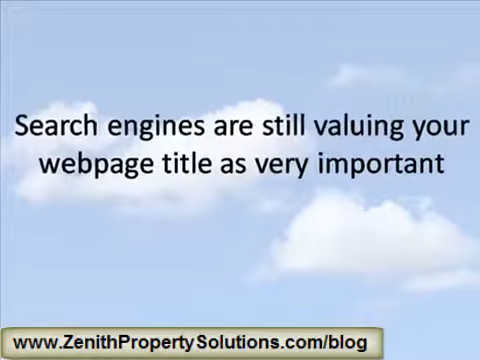 Search engines are still valuing your
webpage title as very important
www.ZenithPropertySolutions.com/blog